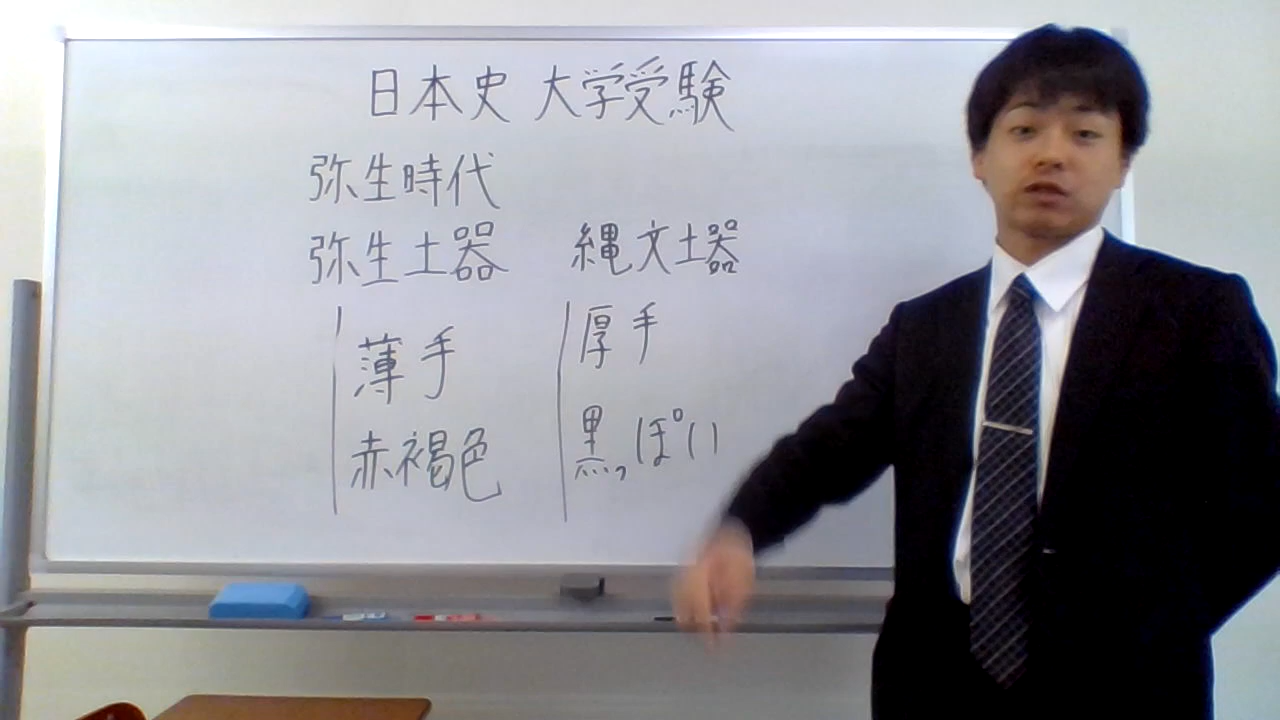 日本史 大学受験
弥生時代
弥生土器 縄文土器
薄手 厚手
赤褐色 黒っぽい